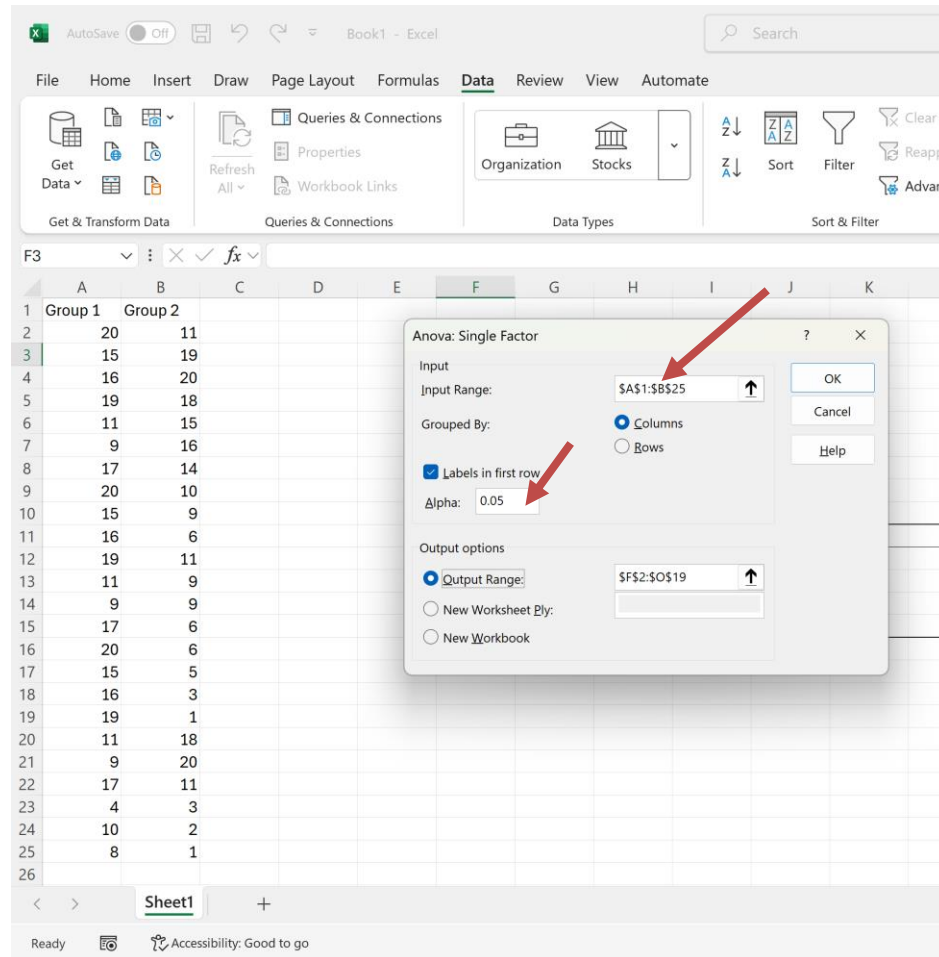 AutoSave Off Book1 - Excel Search
File Home Insert Draw Page Layout Formulas Data Review View Automate
Get Data
Refresh All
Queries & Connections
Properties
Workbook Links
Organization Stocks
Sort Filter
Clear
Advan
Get & Transform Data Queries & Connections Data Types Sort & Filter
F3 fx
A B C D E F G H I J K
1 Group 1 Group 2
2 20 11
3 15 19
4 16 20
5 19 18
6 11 15
7 9 16
8 17 14
9 20 10
10 15 9
11 16 6
12 19 11
13 11 9
14 9 9
15 17 6
16 20 6
17 15 5
18 16 3
19 19 1
20 11 18
21 9 20
22 17 11
23 4 3
24 10 2
25 8 1
26
Anova: Single Factor ? ×
Input
Input Range: $A$1:$B$25
Grouped By: Columns
Rows
Labels in first row
Alpha: 0.05
OK
Cancel
Help
Output options
Output Range: $F$2:$O$19
New Worksheet Ply:
New Workbook
Sheet1 +
Ready Accessibility: Good to go